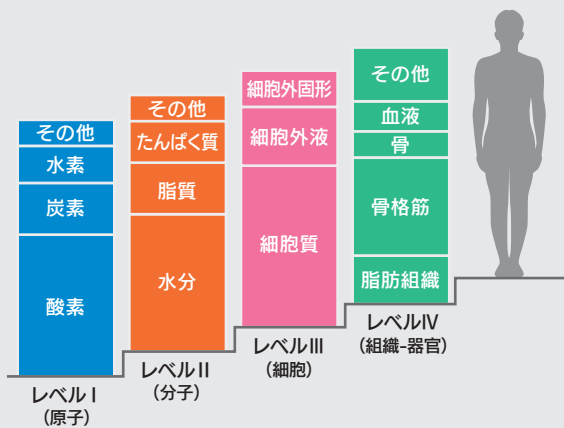 その他
水素
炭素
酸素
レベルⅠ
（原子）
その他
たんぱく質
脂質
水分
レベルⅡ
（分子）
細胞外固形
細胞外液
細胞質
レベルⅢ
（細胞）
その他
血液
骨
骨格筋
脂肪組織
レベルⅣ
（組織-器官）